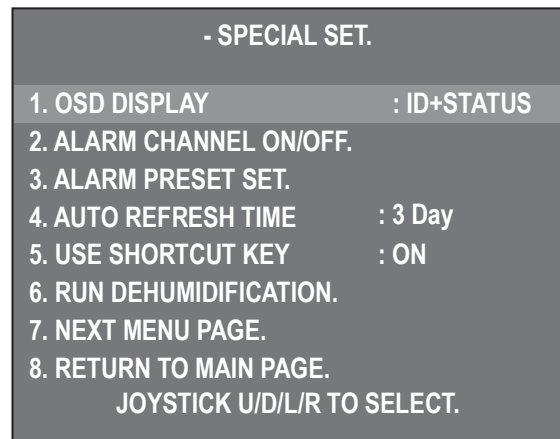 - SPECIAL SET.
1. OSD DISPLAY : ID+STATUS
2. ALARM CHANNEL ON/OFF.
3. ALARM PRESET SET.
4. AUTO REFRESH TIME : 3 Day
5. USE SHORTCUT KEY : ON
6. RUN DEHUMIDIFICATION.
7. NEXT MENU PAGE.
8. RETURN TO MAIN PAGE.
JOYSTICK U/D/L/R TO SELECT.